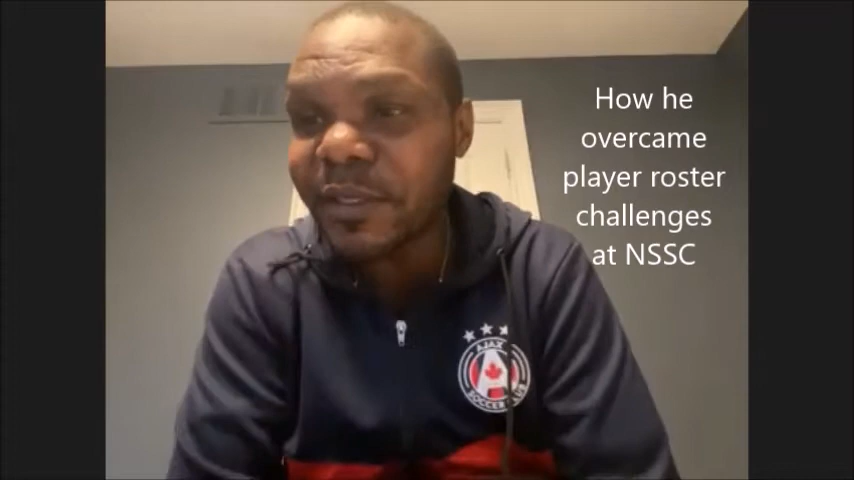 How he
overcame
player roster
challenges
at NSSC
AJAX
SOCCER CLUB